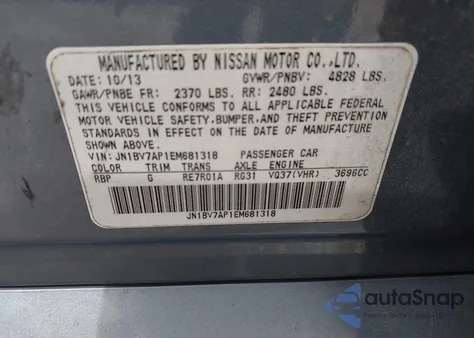 MANUFACTURED BY NISSAN MOTOR CO.,LTD.
DATE: 10/13 GVWR/PNBV: 4828 LBS.
GAWR/PNBE FR: 2370 LBS. RR: 2480 LBS.
THIS VEHICLE CONFORMS TO ALL APPLICABLE FEDERAL
MOTOR VEHICLE SAFETY,BUMPER,AND THEFT PREVENTION
STANDARDS IN EFFECT ON THE DATE OF MANUFACTURE
SHOWN ABOVE.
VIN: JN1BV7AP1EM681318 PASSENGER CAR
COLOR TRIM TRANS AXLE ENGINE
RBP G RE7R01A RG31 VQ37(VHR) 3696CC
JN1BV7AP1EM681318
autoSnap